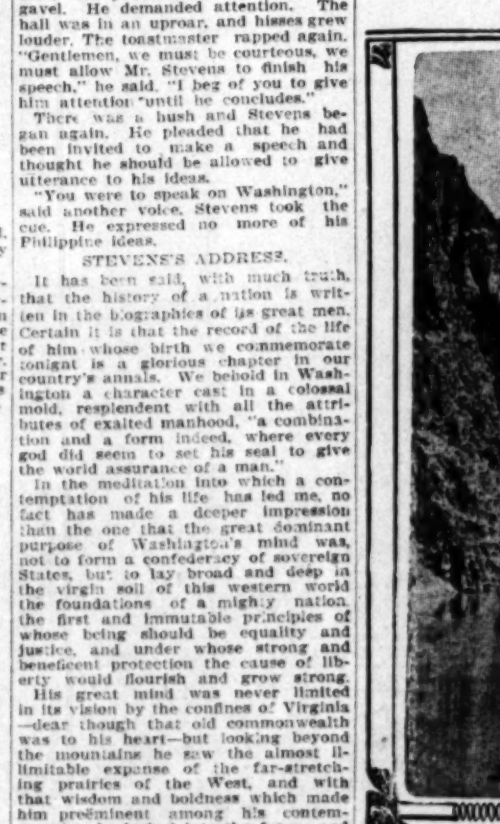 gavel. He demanded attention. The
hall was in an uproar, and hisses grew
louder. The toastmaster rapped again.
"Gentlemen, we must be courteous, we
must allow Mr. Stevens to finish his
speech," he said. "I beg of you to give
him attention until he concludes."
There was a hush and Stevens be-
gan again. He pleaded that he had
been invited to make a speech and
thought he should be allowed to give
utterance to his ideas.
"You were to speak on Washington,"
said another voice. Stevens took the
cue. He expressed no more of his
Philippine ideas.
STEVENS'S ADDRESS.
It has been said, with much truth,
that the history of a nation is writ-
ten in the biographies of its great men.
Certain it is that the record of the life
of him whose birth we commemorate
tonight is a glorious chapter in our
country's annals. We behold in Wash-
ington a character cast in a colossal
mold, resplendent with all the attri-
butes of exalted manhood, "a combina-
tion and a form indeed, where every
god did seem to set his seal to give
the world assurance of a man."
In the meditation into which a con-
temptation of his life has led me, no
fact has made a deeper impression
than the one that the great dominant
purpose of Washington's mind was,
not to form a confederacy of sovereign
States, but to lay broad and deep in
the virgin soil of this western world
the foundations of a mighty nation,
the first and immutable principles of
whose being should be equality and
justice, and under whose strong and
beneficent protection the cause of lib-
erty would flourish and grow strong.
His great mind was never limited
in its vision by the confines of Virginia
—dear though that old commonwealth
was to his heart—but looking beyond
the mountains he saw the almost il-
limitable expanse of the far-stretch-
ing prairies of the West, and with
that wisdom and boldness which made
him preëminent among his contem-